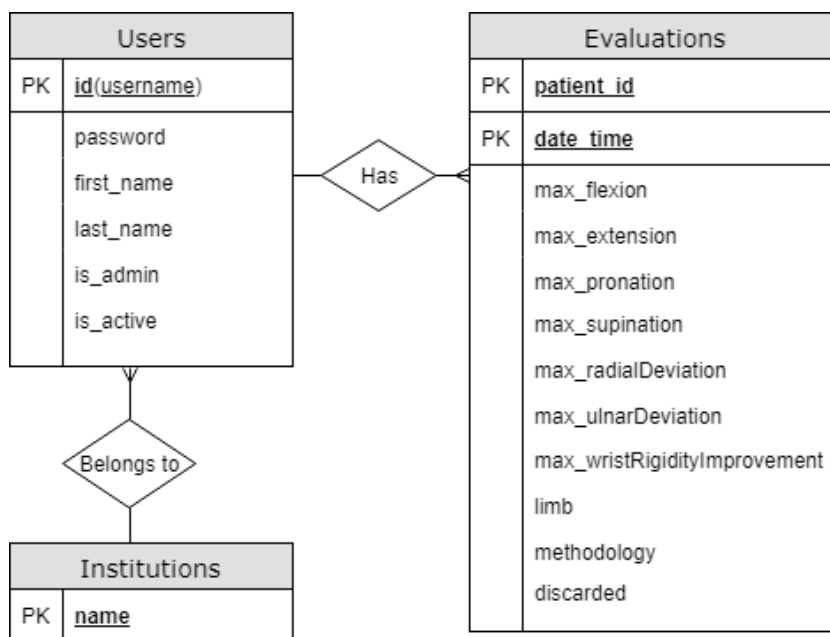 Users
PK id(username)
password
first_name
last_name
is_admin
is_active
Has
Evaluations
PK patient_id
PK date_time
max_flexion
max_extension
max_pronation
max_supination
max_radialDeviation
max_ulnarDeviation
max_wristRigidityImprovement
limb
methodology
discarded
Belongs to
Institutions
PK name